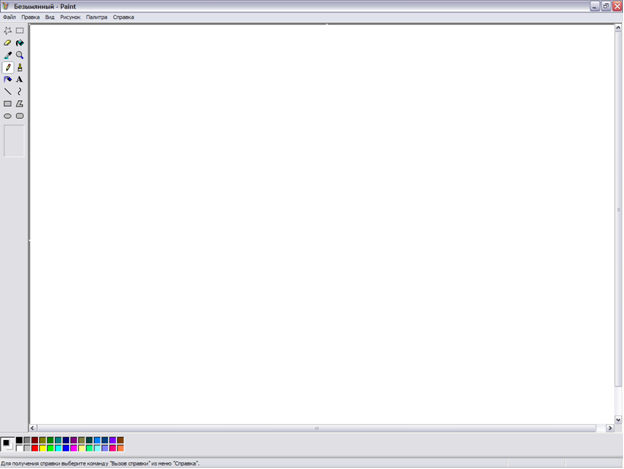 Безымянный - Paint
Файл Правка Вид Рисунок Палитра Справка
A
Для получения справки выберите команду "Вызов справки" из меню "Справка".